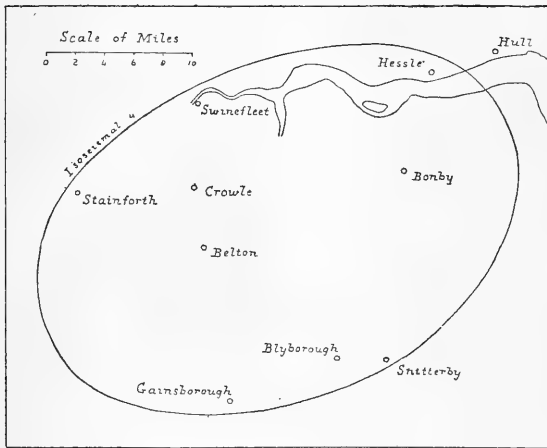 Scale of Miles
0 2 4 6 8 10
Hull
Hessle
Swinefleet
Isoseismal 4
Stainforth
Crowle
Bonby
Belton
Blyborough
Snitterby
Gainsborough